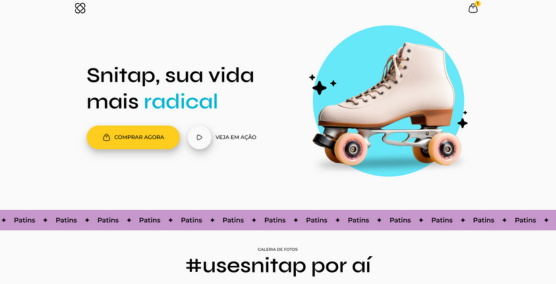 Snitap, sua vida
mais radical
COMPRAR AGORA
VEJA EM AÇÃO
Patins Patins Patins Patins Patins Patins Patins Patins Patins Patins Patins Patins Patins
GALERIA DE FOTOS
#usesnitap por aí